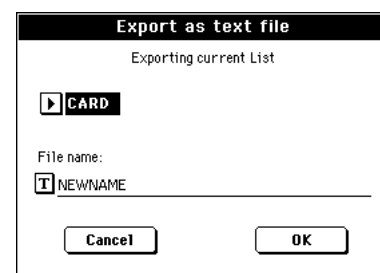 Export as text file
Exporting current List
CARD
File name:
T NEWNAME
Cancel OK